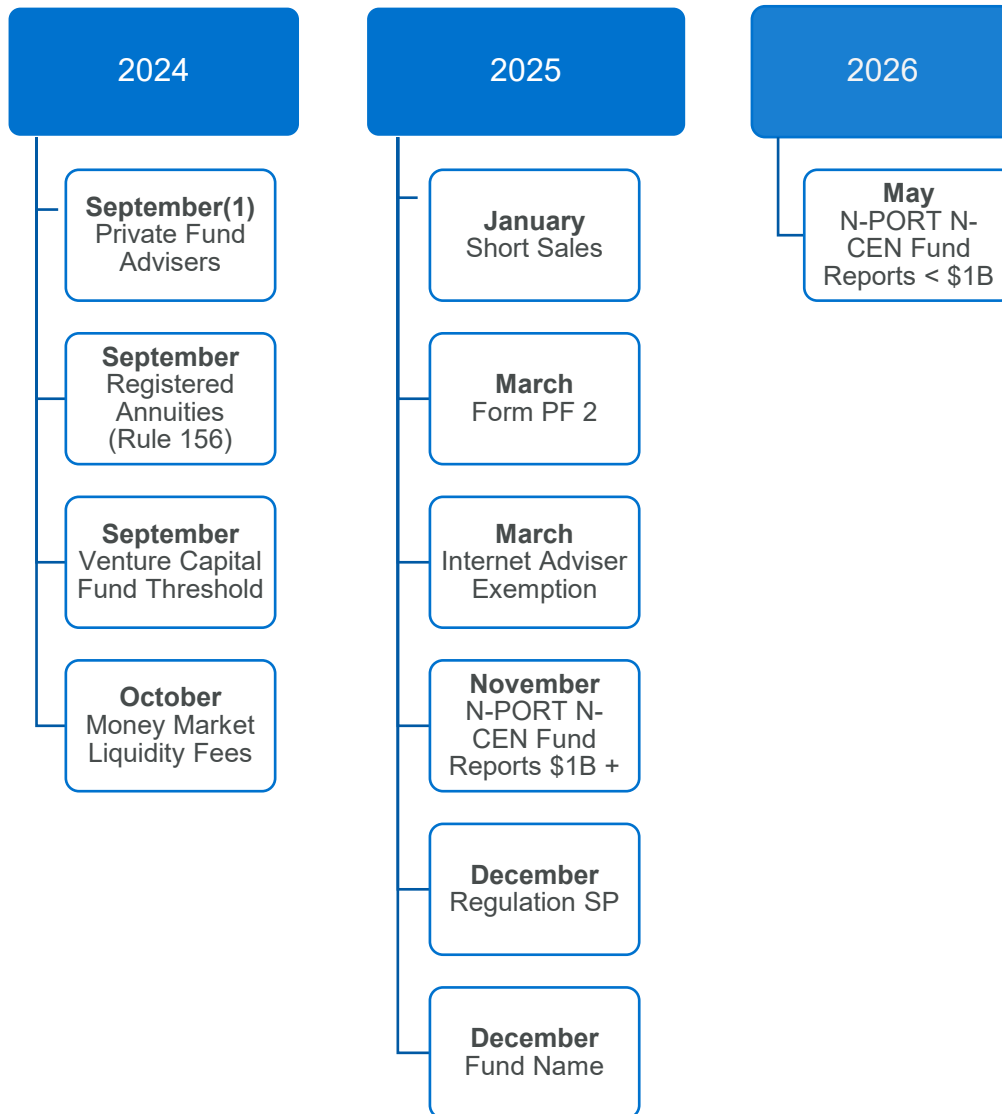 2024
September(1)
Private Fund
Advisers
September
Registered
Annuities
(Rule 156)
September
Venture Capital
Fund Threshold
October
Money Market
Liquidity Fees
2025
January
Short Sales
March
Form PF 2
March
Internet Adviser
Exemption
November
N-PORT N-
CEN Fund
Reports $1B +
December
Regulation SP
December
Fund Name
2026
May
N-PORT N-
CEN Fund
Reports < $1B